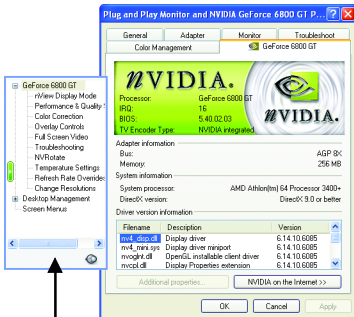 Plug and Play Monitor and NVIDIA GeForce 6800 GT P...
General
Adapter
Monitor
Troubleshoot
Color Management
GeForce 6800 GT
NVIDIA.
NVIDIA.
Processor: GeForce 6800 GT
IRQ: 16
BIOS: 5.40.02.03
TV Encoder Type: NVIDIA integrated
Adapter information
Bus: AGP 8X
Memory: 256 MB
System information
System processor: AMD Athlon(tm) 64 Processor 3400+
DirectX version: DirectX 9.0 or better
Driver version information
Filename Description Version
nv4_disp.dll Display driver 6.14.10.6085
nv4_mini.sys Display driver miniport 6.14.10.6085
nvoglnt.dll OpenGL installable client driver 6.14.10.6085
nvcpl.dll Display Properties extension 6.14.10.6085
Additional properties...
NVIDIA on the Internet >>
OK
Cancel
Apply
GeForce 6800 GT
nView Display Mode
Performance & Quality
Color Correction
Overlay Controls
Full Screen Video
Troubleshooting
NVRotate
Temperature Settings
Refresh Rate Overrides
Change Resolutions
Desktop Management
Screen Menus